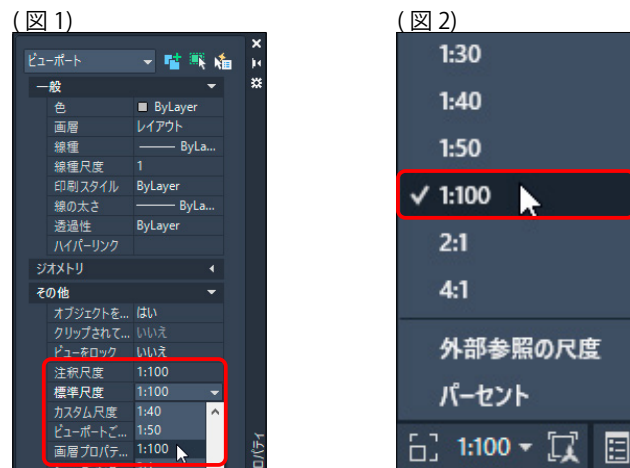 (図 1)
ビューポート
一般
色 ByLayer
画層 レイアウト
線種 ByLa...
線種尺度 1
印刷スタイル ByLayer
線の太さ ByLa...
透過性 ByLayer
ハイパーリンク
ジオメトリ
その他
オブジェクトを... はい
クリップされて... いいえ
ビューをロック いいえ
注釈尺度 1:100
標準尺度 1:100
カスタム尺度 1:40
ビューポートご... 1:50
画層プロパテ... 1:100
(図 2)
1:30
1:40
1:50
1:100
2:1
4:1
外部参照の尺度
パーセント
1:100